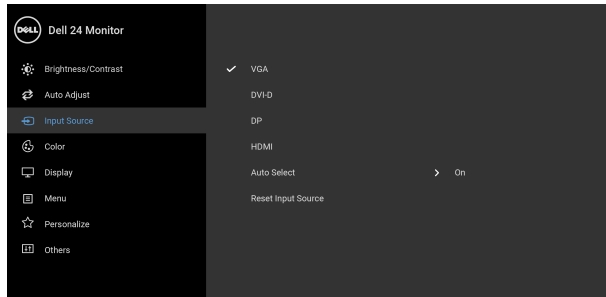 DELL Dell 24 Monitor
Brightness/Contrast
Auto Adjust
Input Source
Color
Display
Menu
Personalize
Others
VGA
DVI-D
DP
HDMI
Auto Select On
Reset Input Source